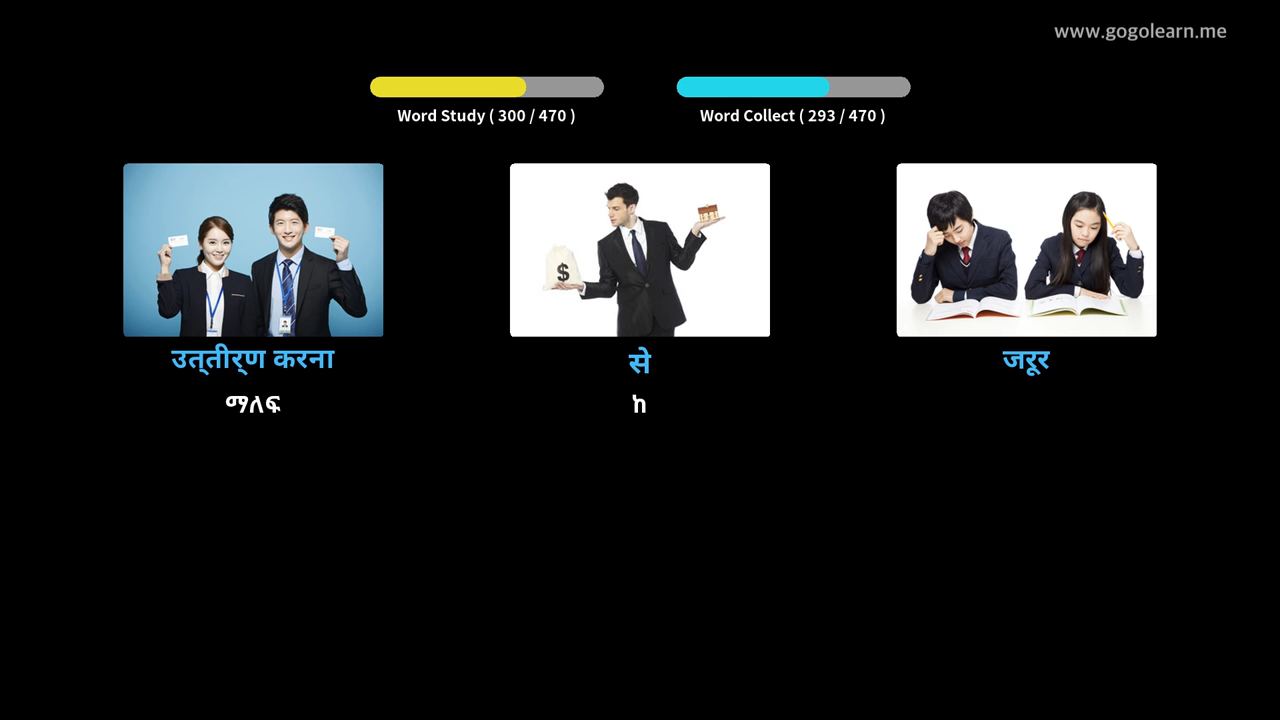 www.gogolearn.me
Word Study ( 300 / 470 )
Word Collect ( 293 / 470 )
उत्‌तीर्‌ण करना
से
जरूर
ማለፍ
ከ
$